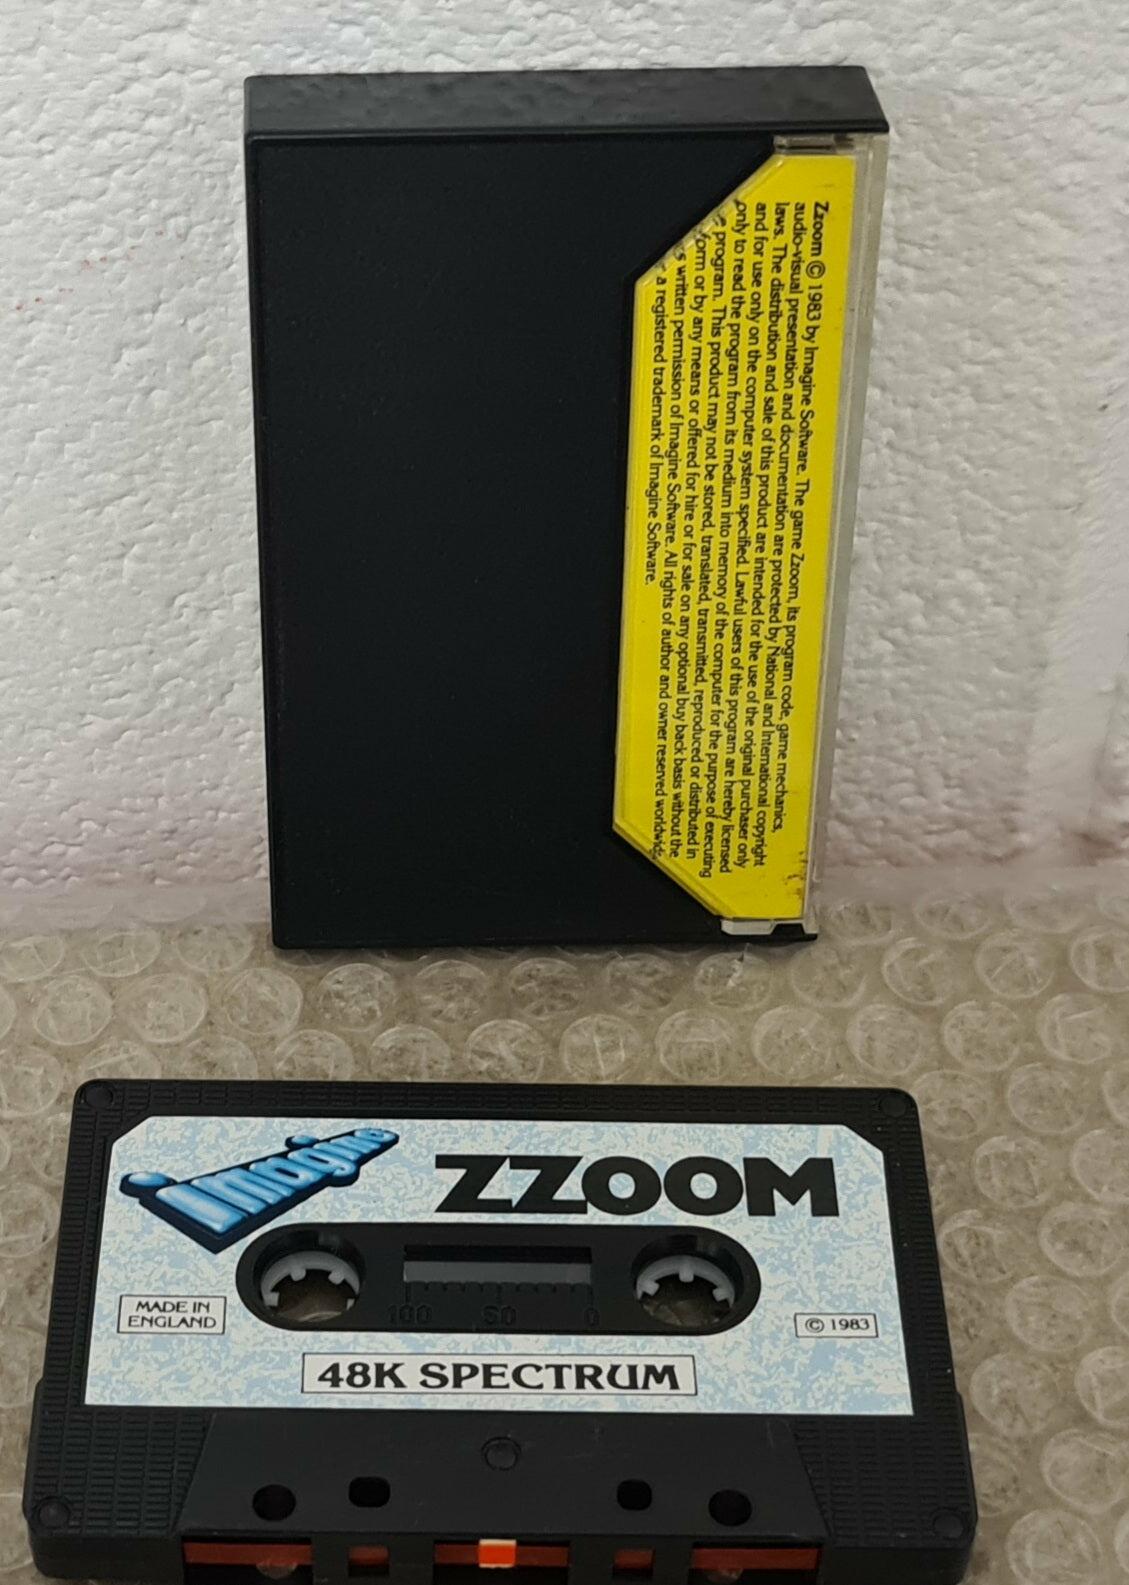 Zzoom © 1983 by Imagine Software. The game Zzoom, its program code, game mechanics,
audio-visual presentation and documentation are protected by National and International copyright
laws. The distribution and sale of this product are intended for the use of the original purchaser only
and for use only on the computer system specified. Lawful users of this program are hereby licensed
only to read the program from its medium into memory of the computer for the purpose of executing
program. This product may not be stored, translated, transmitted, reproduced or distributed in
form or by any means or offered for hire or for sale on any optional buy back basis without the
written permission of Imagine Software. All rights of author and owner reserved worldwide
a registered trademark of Imagine Software.
Imagine ZZOOM
MADE IN
ENGLAND
100 50 0
© 1983
48K SPECTRUM